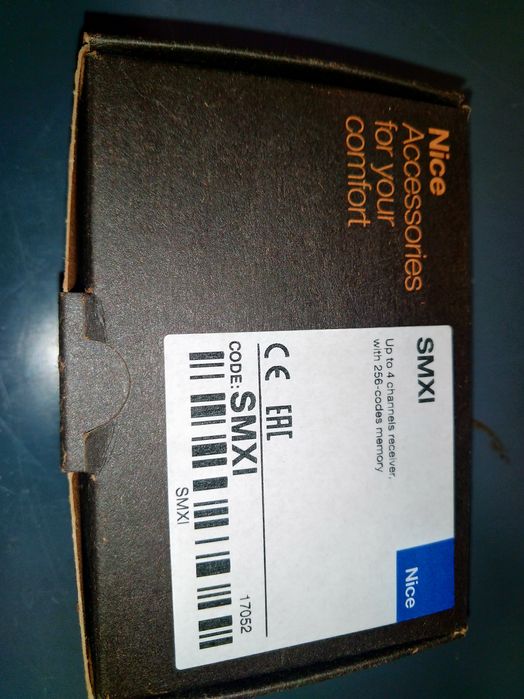 Nice
Accessories
for your
comfort
SMXI
Up to 4 channels receiver,
with 256-codes memory
Nice
CE EAC
CODE: SMXI
17052
SMXI